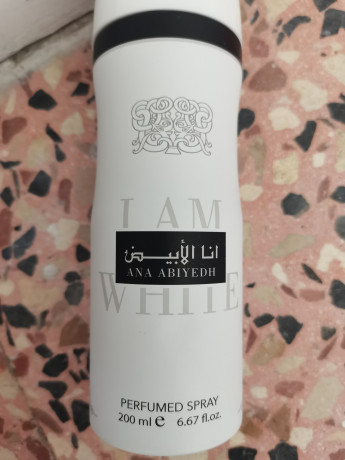 I AM
انا الأبيض
ANA ABIYEDH
WHITE
PERFUMED SPRAY
200 ml e 6.67 fl.oz.